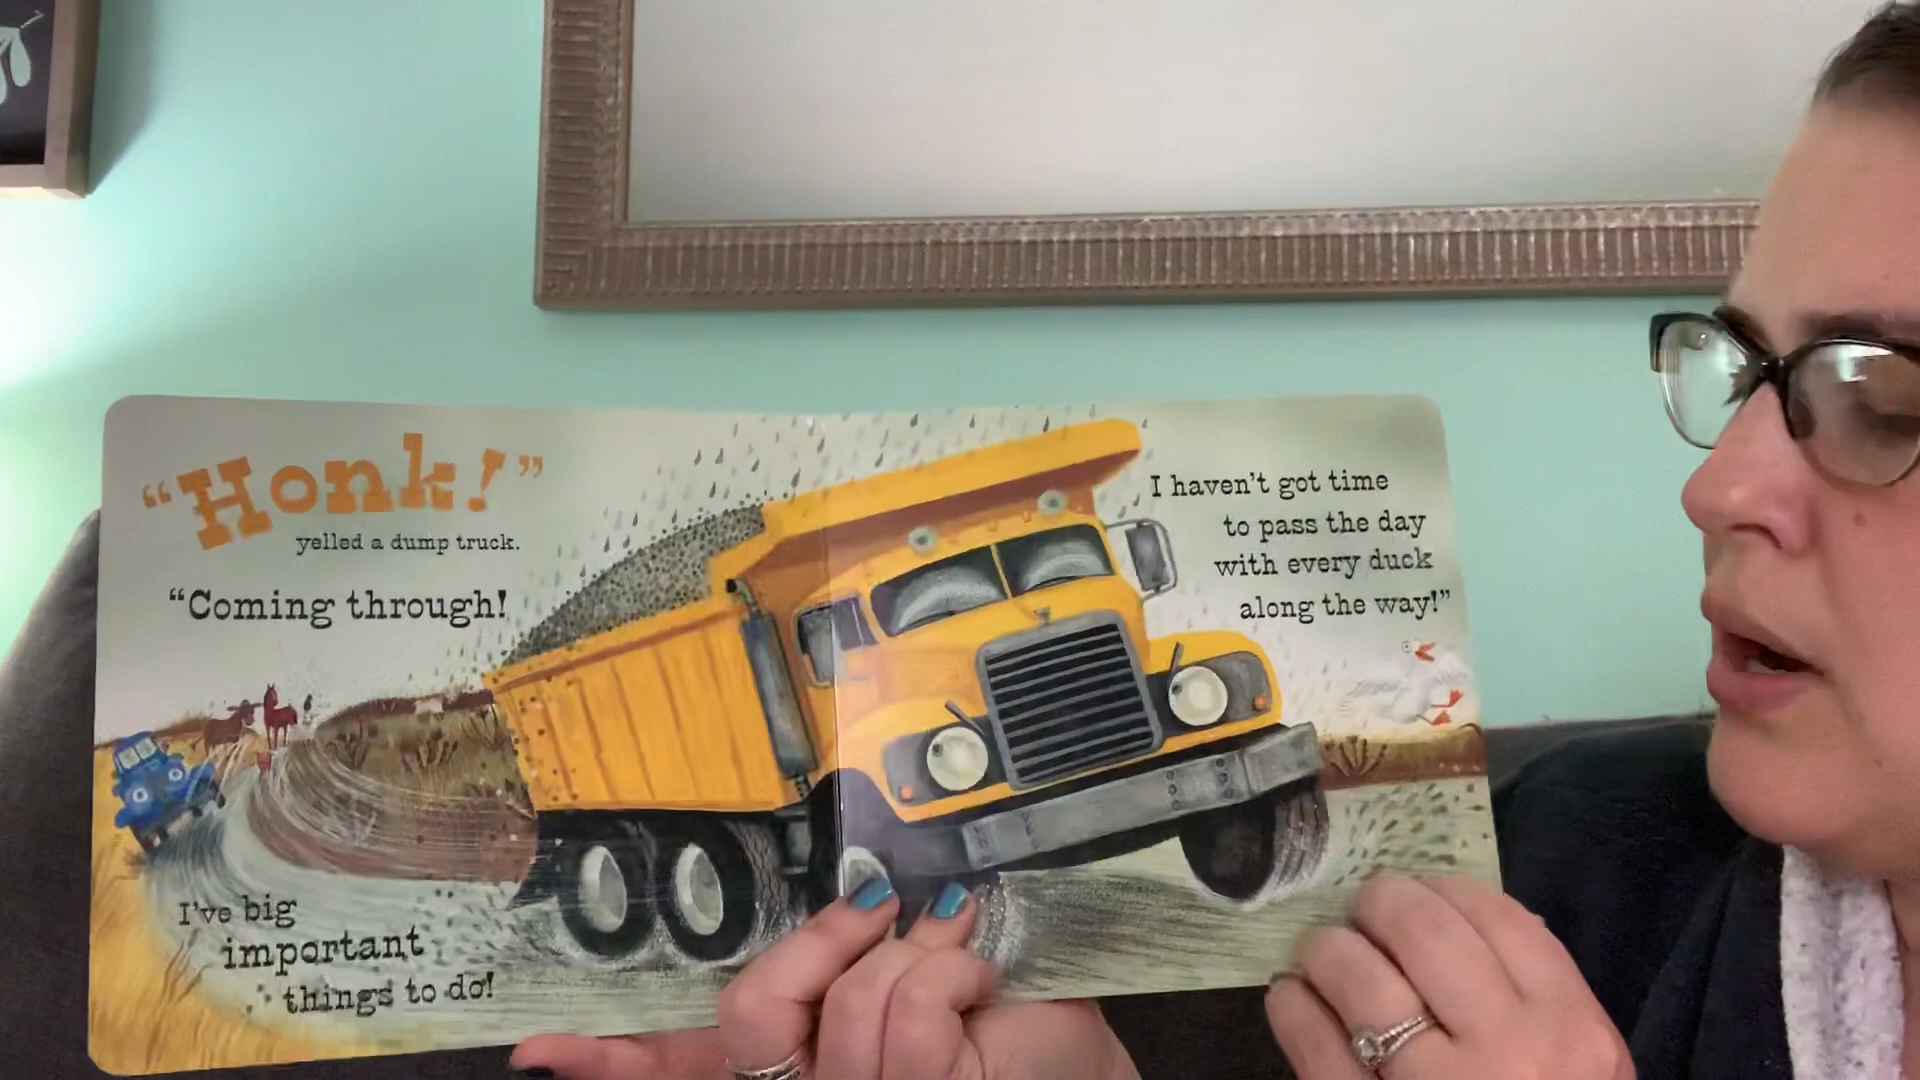 “Honk!”
yelled a dump truck.
“Coming through!
I’ve big
important
things to do!
I haven’t got time
to pass the day
with every duck
along the way!”